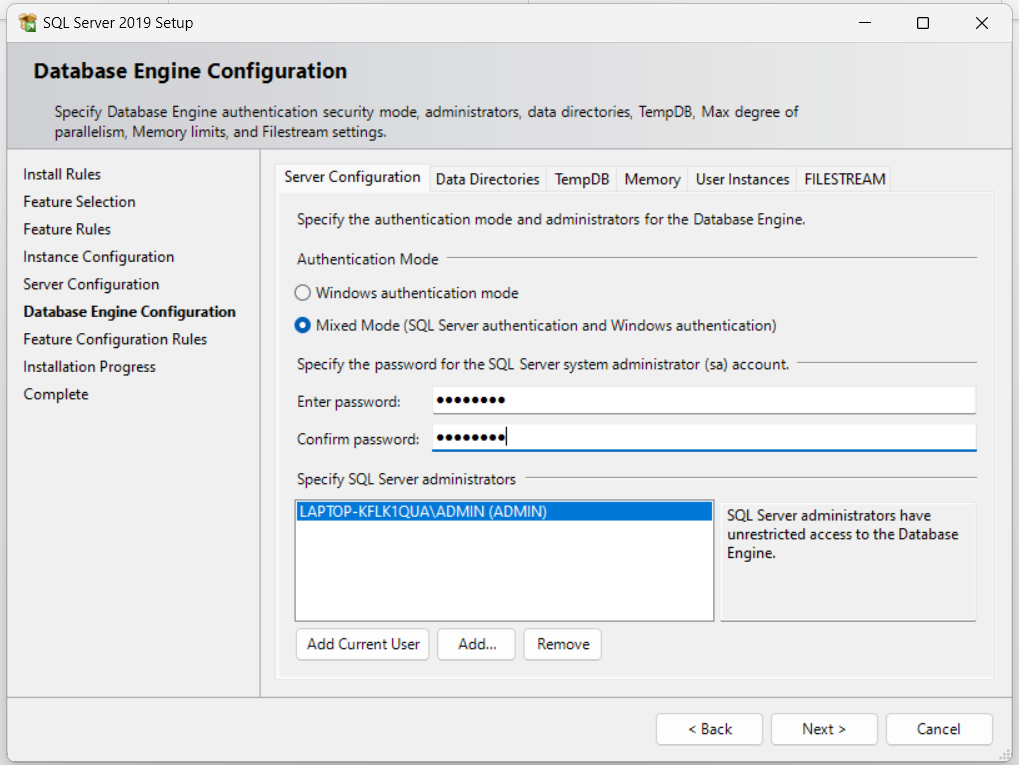 SQL Server 2019 Setup
Database Engine Configuration
Specify Database Engine authentication security mode, administrators, data directories, TempDB, Max degree of
parallelism, Memory limits, and Filestream settings.
Install Rules
Feature Selection
Feature Rules
Instance Configuration
Server Configuration
Database Engine Configuration
Feature Configuration Rules
Installation Progress
Complete
Server Configuration Data Directories TempDB Memory User Instances FILESTREAM
Specify the authentication mode and administrators for the Database Engine.
Authentication Mode
Windows authentication mode
Mixed Mode (SQL Server authentication and Windows authentication)
Specify the password for the SQL Server system administrator (sa) account.
Enter password: ●●●●●●●●
Confirm password: ●●●●●●●●
Specify SQL Server administrators
LAPTOP-KFLK1QUA\ADMIN (ADMIN)
SQL Server administrators have
unrestricted access to the Database
Engine.
Add Current User Add... Remove
< Back Next > Cancel